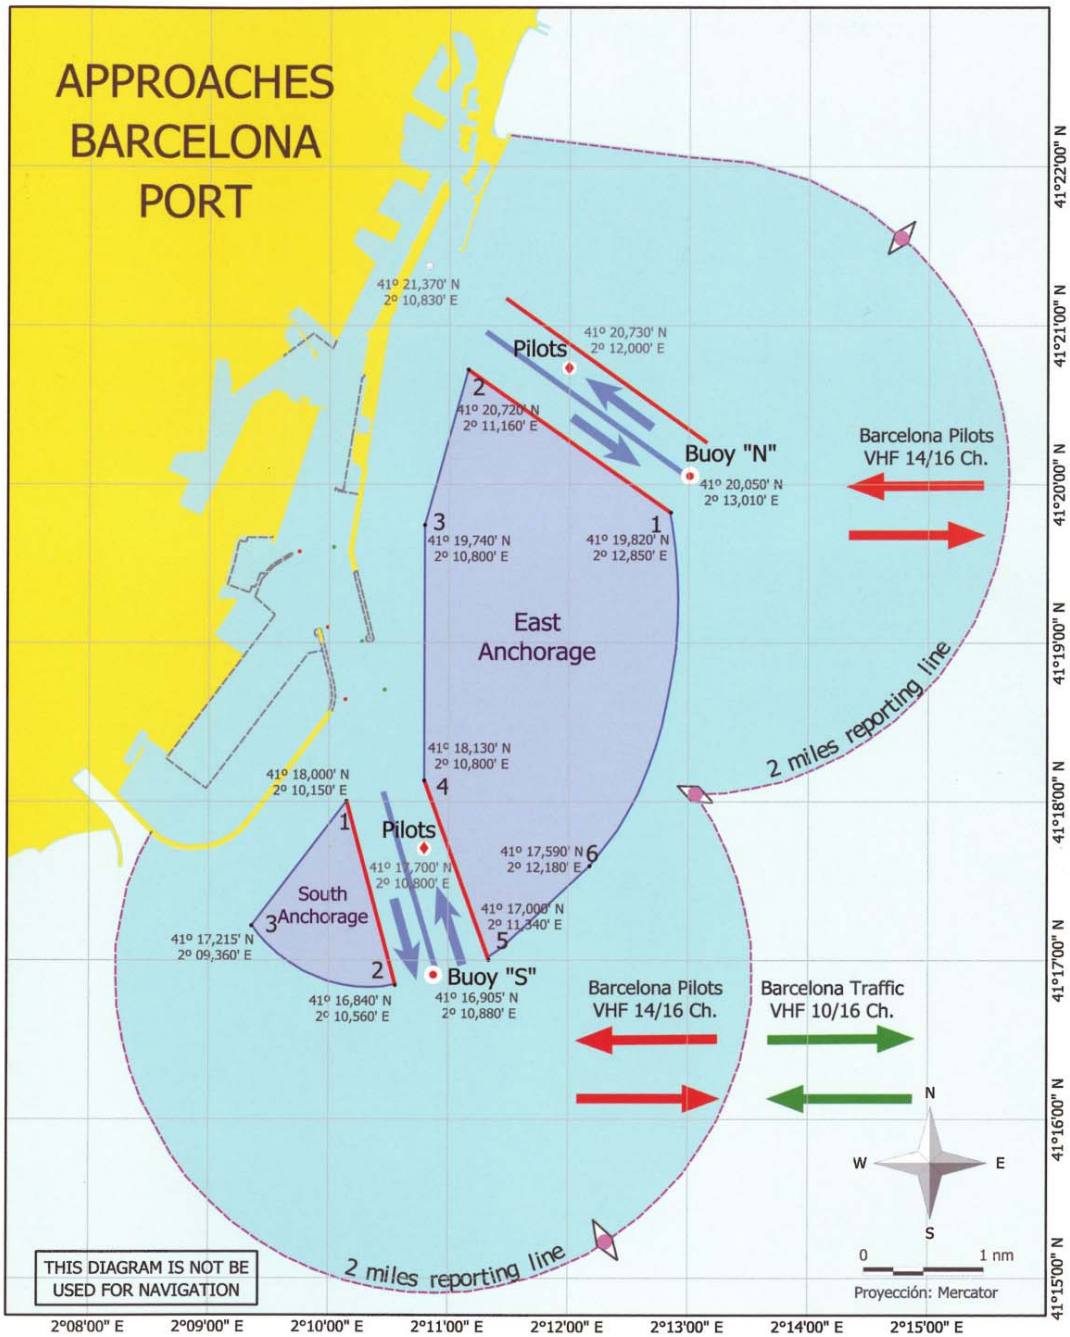 APPROACHES
BARCELONA
PORT
41º 21,370' N
2º 10,830' E
41º 20,730' N
2º 12,000' E
Pilots
2
41º 20,720' N
2º 11,160' E
Buoy "N"
41º 20,050' N
2º 13,010' E
Barcelona Pilots
VHF 14/16 Ch.
3
41º 19,740' N
2º 10,800' E
1
41º 19,820' N
2º 12,850' E
East
Anchorage
2 miles reporting line
41º 18,130' N
2º 10,800' E
4
41º 18,000' N
2º 10,150' E
1
Pilots
41º 17,700' N
2º 10,800' E
41º 17,590' N
2º 12,180' E
6
South
Anchorage
3
41º 17,215' N
2º 09,360' E
41º 17,000' N
2º 11,340' E
5
2
Buoy "S"
41º 16,840' N
2º 10,560' E
41º 16,905' N
2º 10,880' E
Barcelona Pilots
VHF 14/16 Ch.
Barcelona Traffic
VHF 10/16 Ch.
2 miles reporting line
N
W
E
S
0
1 nm
Proyección: Mercator
THIS DIAGRAM IS NOT BE
USED FOR NAVIGATION
41°22'00" N
41°21'00" N
41°20'00" N
41°19'00" N
41°18'00" N
41°17'00" N
41°16'00" N
41°15'00" N
2°08'00" E
2°09'00" E
2°10'00" E
2°11'00" E
2°12'00" E
2°13'00" E
2°14'00" E
2°15'00" E